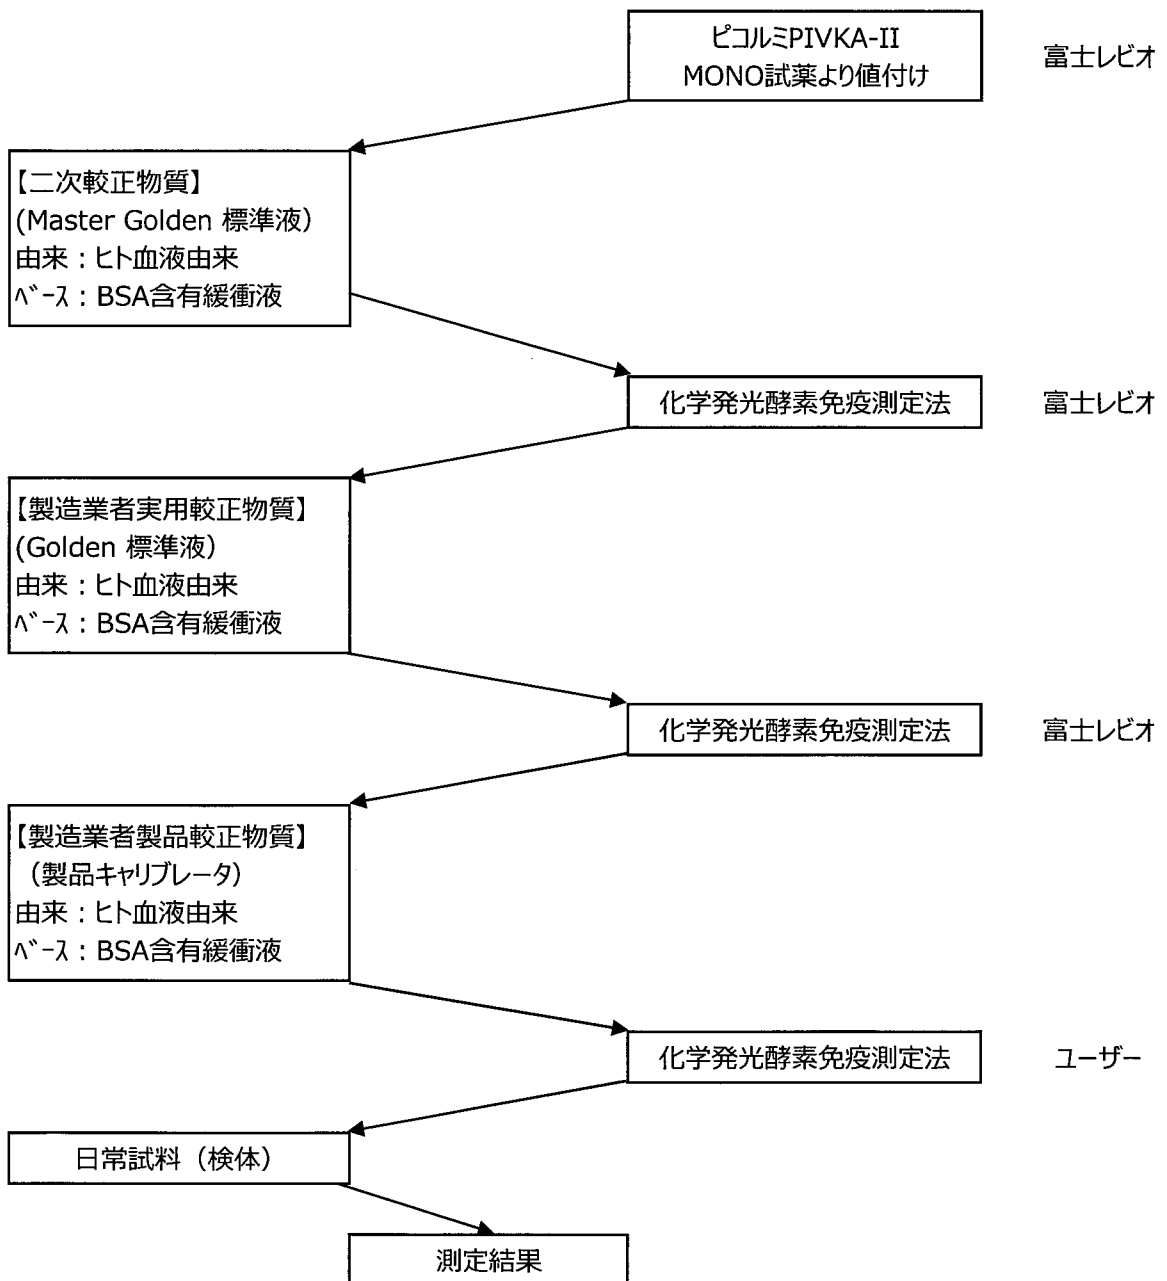 ピコルミPIVKA-II
MONO試薬より値付け
富士レビオ
【二次較正物質】
(Master Golden 標準液)
由来：ヒト血液由来
ﾍﾞｰｽ：BSA含有緩衝液
化学発光酵素免疫測定法
富士レビオ
【製造業者実用較正物質】
(Golden 標準液)
由来：ヒト血液由来
ﾍﾞｰｽ：BSA含有緩衝液
化学発光酵素免疫測定法
富士レビオ
【製造業者製品較正物質】
（製品キャリブレータ）
由来：ヒト血液由来
ﾍﾞｰｽ：BSA含有緩衝液
化学発光酵素免疫測定法
ユーザー
日常試料（検体）
測定結果